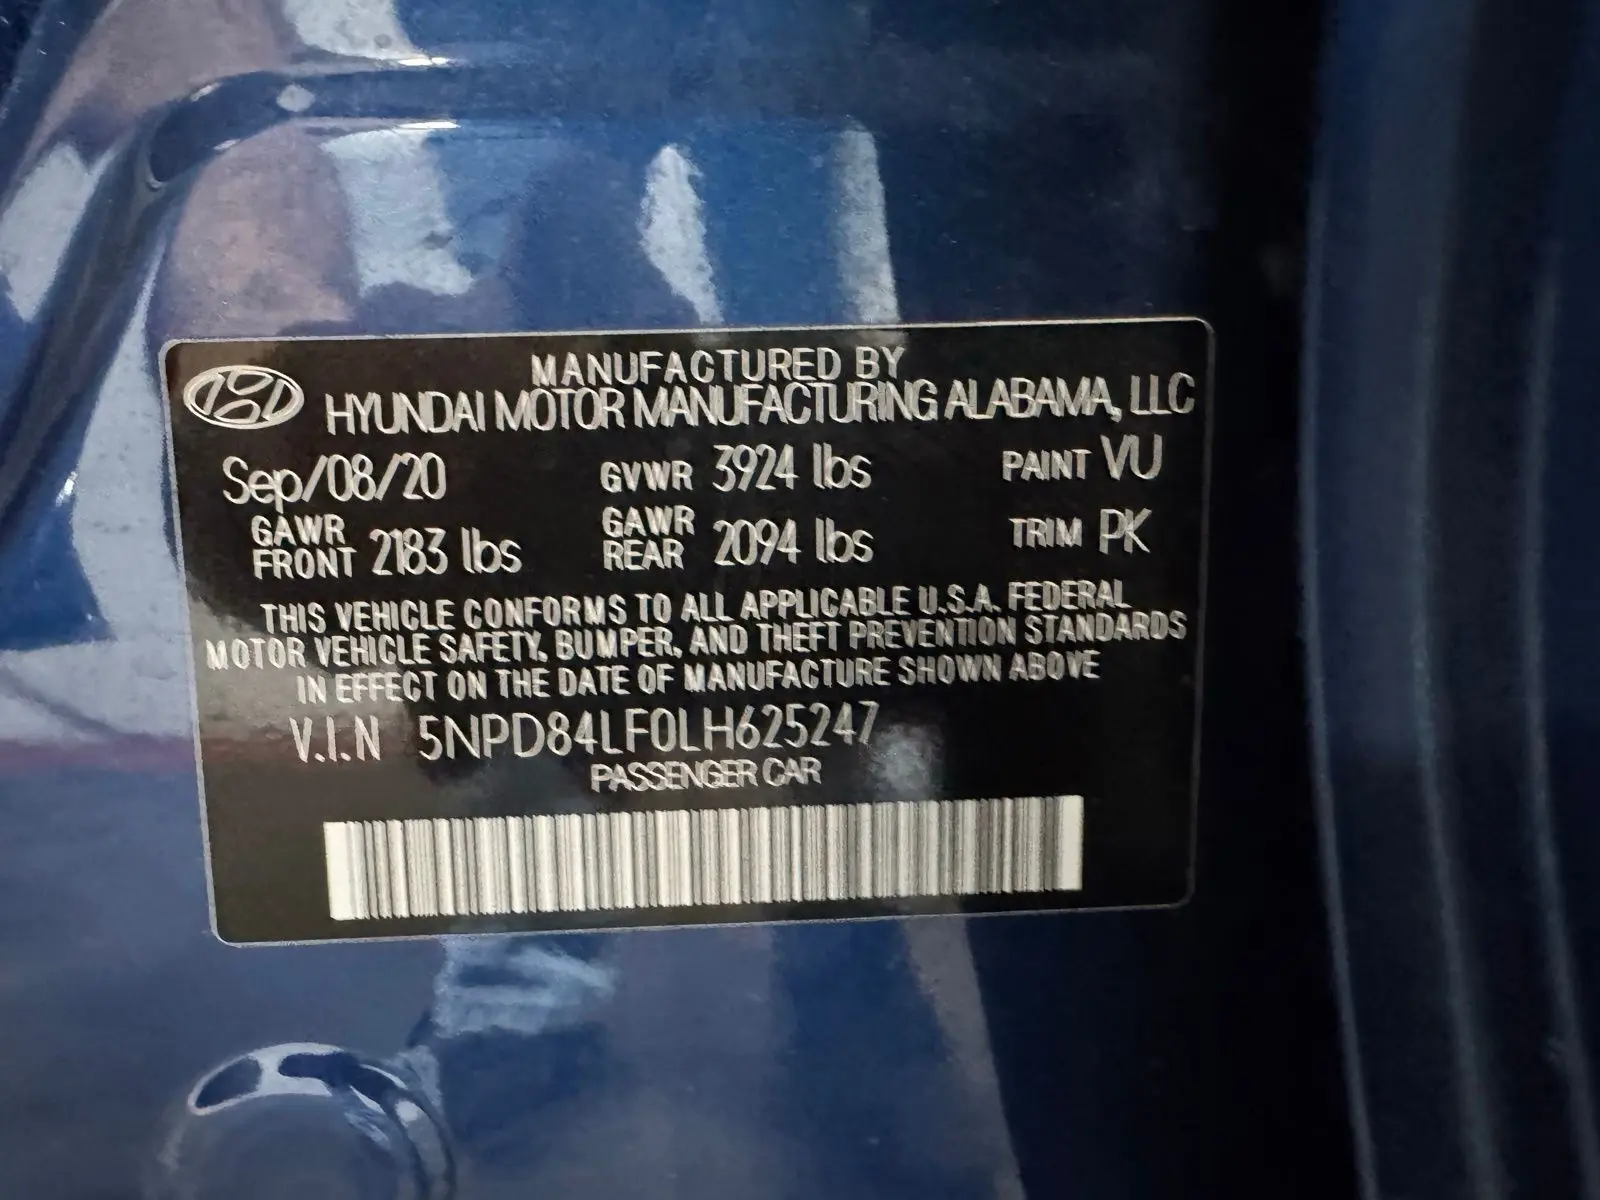 MANUFACTURED BY
HYUNDAI MOTOR MANUFACTURING ALABAMA, LLC
Sep/08/20 GVWR 3924 lbs PAINT VU
GAWR FRONT 2183 lbs GAWR REAR 2094 lbs TRIM PK
THIS VEHICLE CONFORMS TO ALL APPLICABLE U.S.A. FEDERAL
MOTOR VEHICLE SAFETY, BUMPER, AND THEFT PREVENTION STANDARDS
IN EFFECT ON THE DATE OF MANUFACTURE SHOWN ABOVE
V.I.N 5NPD84LF0LH625247
PASSENGER CAR